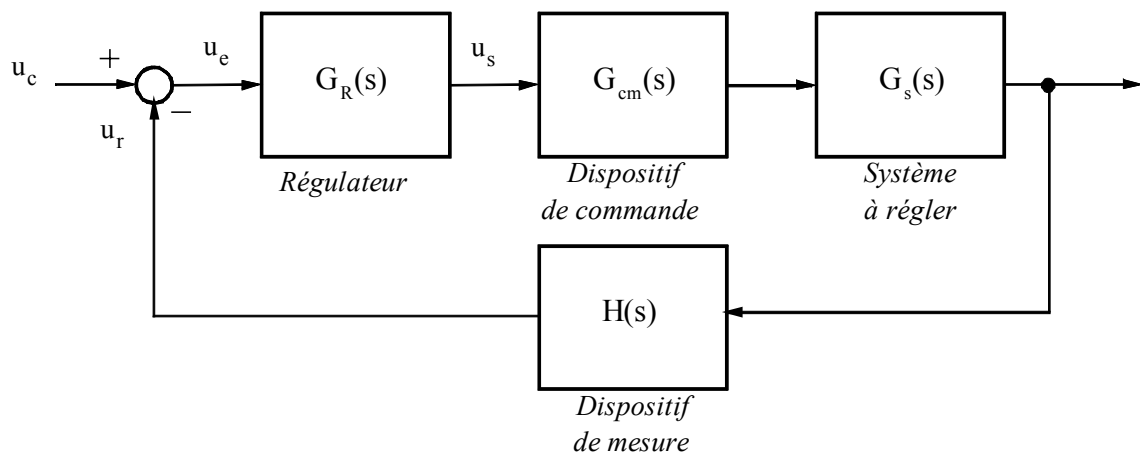 +
u_c
u_e
G_R(s)
u_s
G_cm(s)
G_s(s)
−
u_r
Régulateur
Dispositif
de commande
Système
à régler
H(s)
Dispositif
de mesure